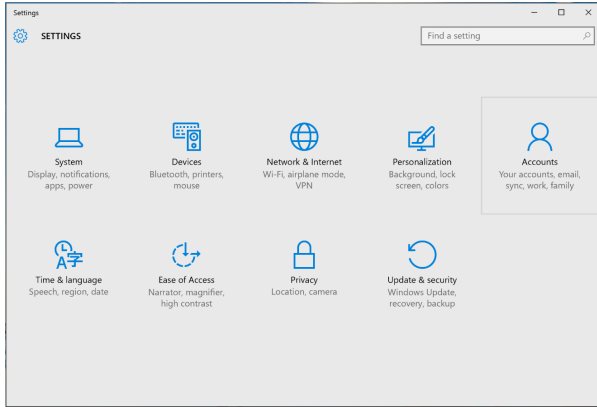 Settings
SETTINGS
Find a setting
System
Display, notifications,
apps, power
Devices
Bluetooth, printers,
mouse
Network & Internet
Wi-Fi, airplane mode,
VPN
Personalization
Background, lock
screen, colors
Accounts
Your accounts, email,
sync, work, family
A字
Time & language
Speech, region, date
Ease of Access
Narrator, magnifier,
high contrast
Privacy
Location, camera
Update & security
Windows Update,
recovery, backup